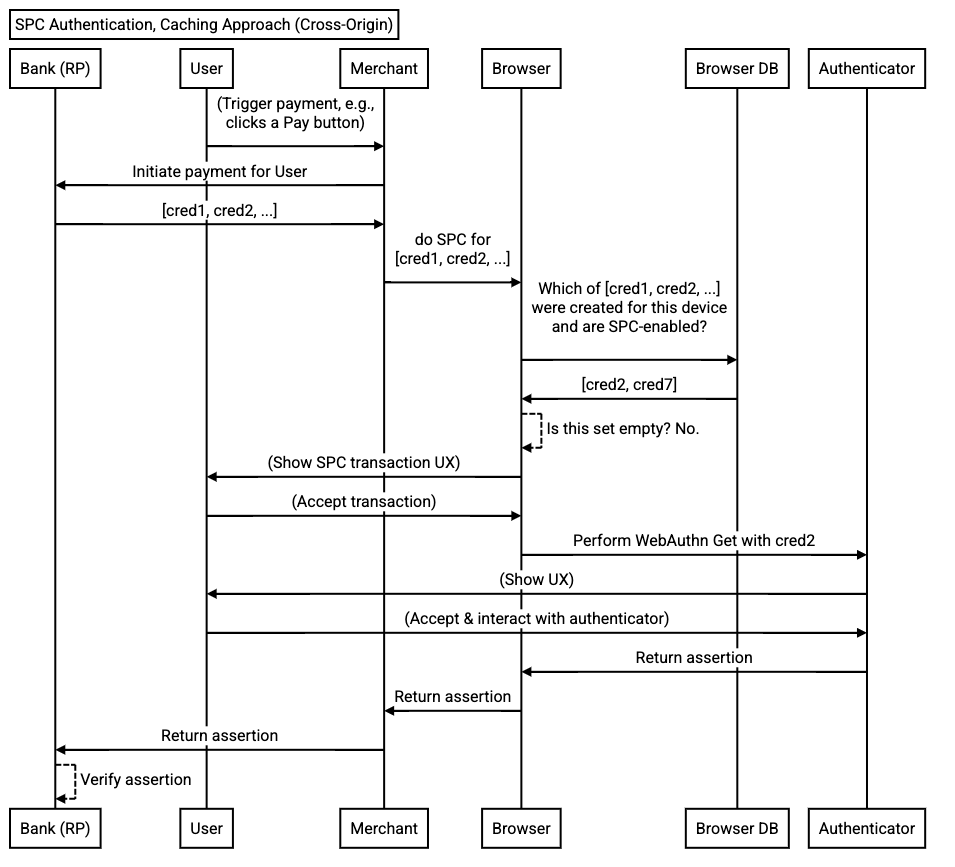 SPC Authentication, Caching Approach (Cross-Origin)
Bank (RP)
User
Merchant
Browser
Browser DB
Authenticator
(Trigger payment, e.g.,
clicks a Pay button)
Initiate payment for User
[cred1, cred2, ...]
do SPC for
[cred1, cred2, ...]
Which of [cred1, cred2, ...]
were created for this device
and are SPC-enabled?
[cred2, cred7]
Is this set empty? No.
(Show SPC transaction UX)
(Accept transaction)
Perform WebAuthn Get with cred2
(Show UX)
(Accept & interact with authenticator)
Return assertion
Return assertion
Return assertion
Verify assertion
Bank (RP)
User
Merchant
Browser
Browser DB
Authenticator